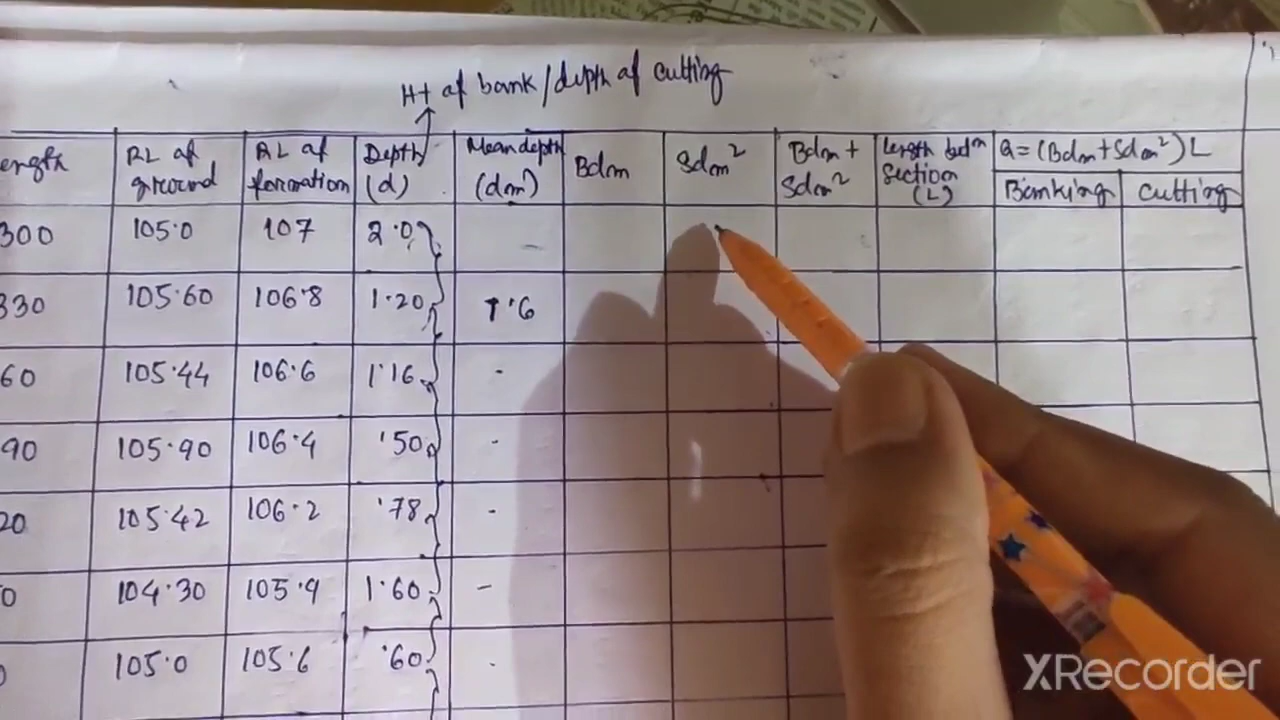 Ht of bank/depth of cutting
ength RL of ground RL of formation Depth (d) Mean depth (dm) Bdm Sdm² Bdm + Sdm² Length betn Section (L) Q = (Bdm + Sdm²) L
Banking Cutting
300 105.0 107 2.0 -
330 105.60 106.8 1.20 1.6
60 105.44 106.6 1.16 -
90 105.90 106.4 .50 -
20 105.42 106.2 .78 -
0 104.30 105.9 1.60 -
0 105.0 105.6 .60 -
XRecorder